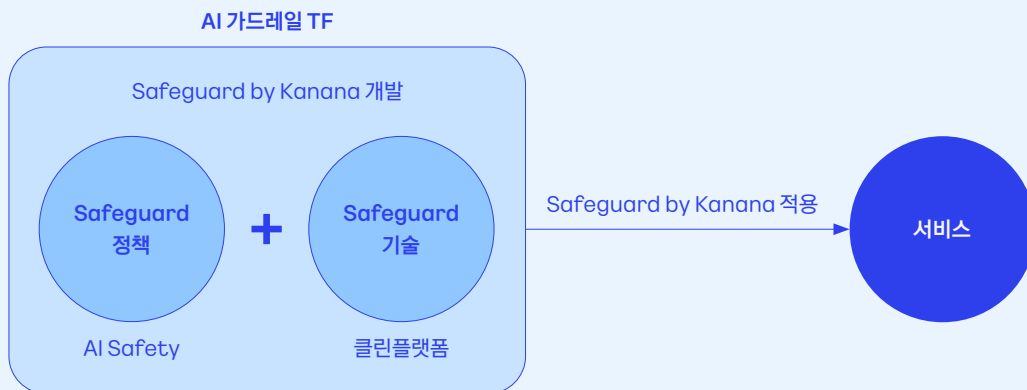 AI 가드레일 TF
Safeguard by Kanana 개발
Safeguard
정책
+
Safeguard
기술
AI Safety
클린플랫폼
Safeguard by Kanana 적용
서비스